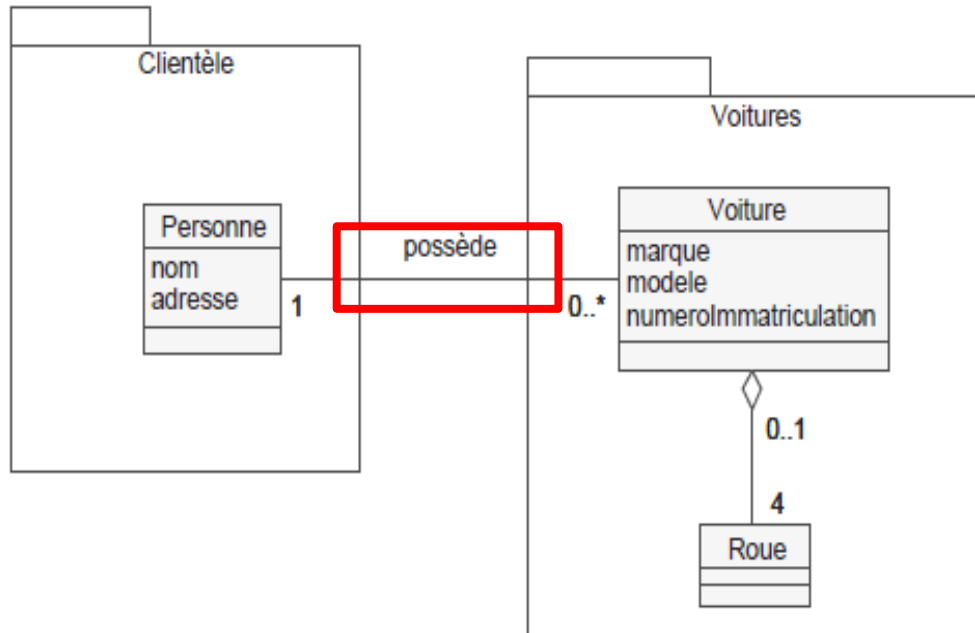 Clientèle
Personne
nom
adresse
1
possède
0..*
Voitures
Voiture
marque
modele
numeroImmatriculation
0..1
4
Roue